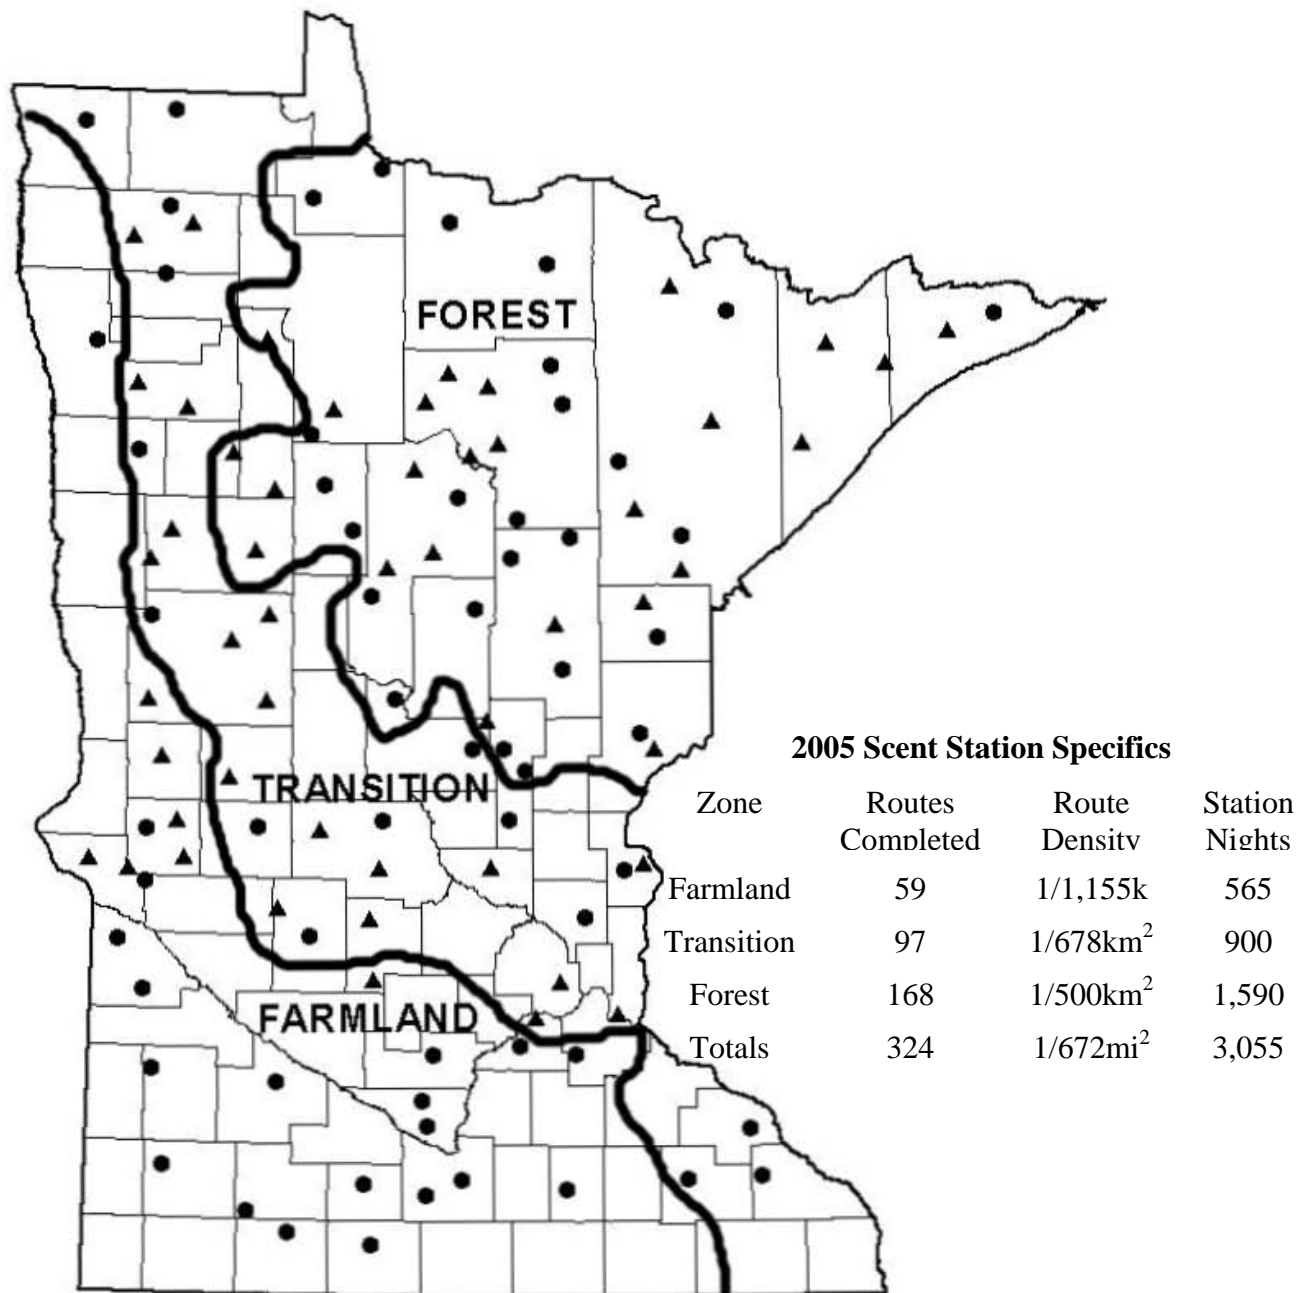 FOREST
2005 Scent Station Specifics
TRANSITION
Zone Routes Route Station
Completed Density Nights
Farmland 59 1/1,155k 565
Transition 97 1/678km² 900
Forest 168 1/500km² 1,590
FARMLAND
Totals 324 1/672mi² 3,055